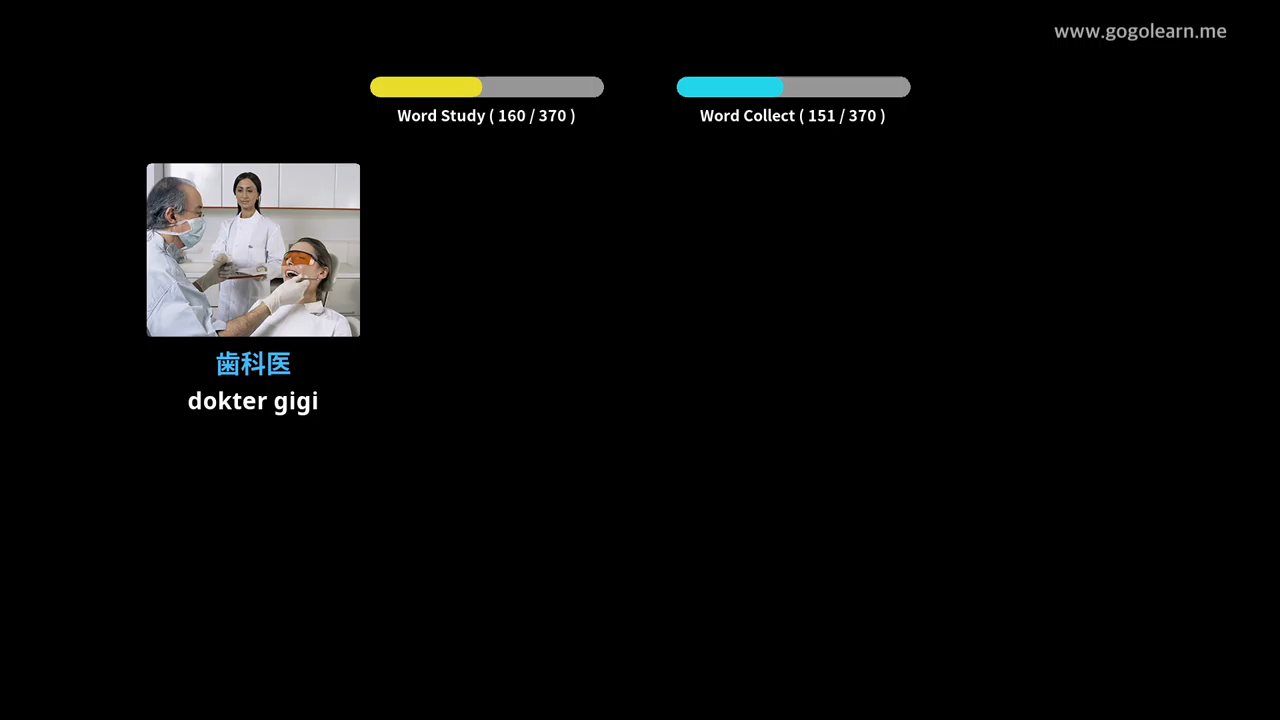 www.gogolearn.me
Word Study ( 160 / 370 )
Word Collect ( 151 / 370 )
歯科医
dokter gigi